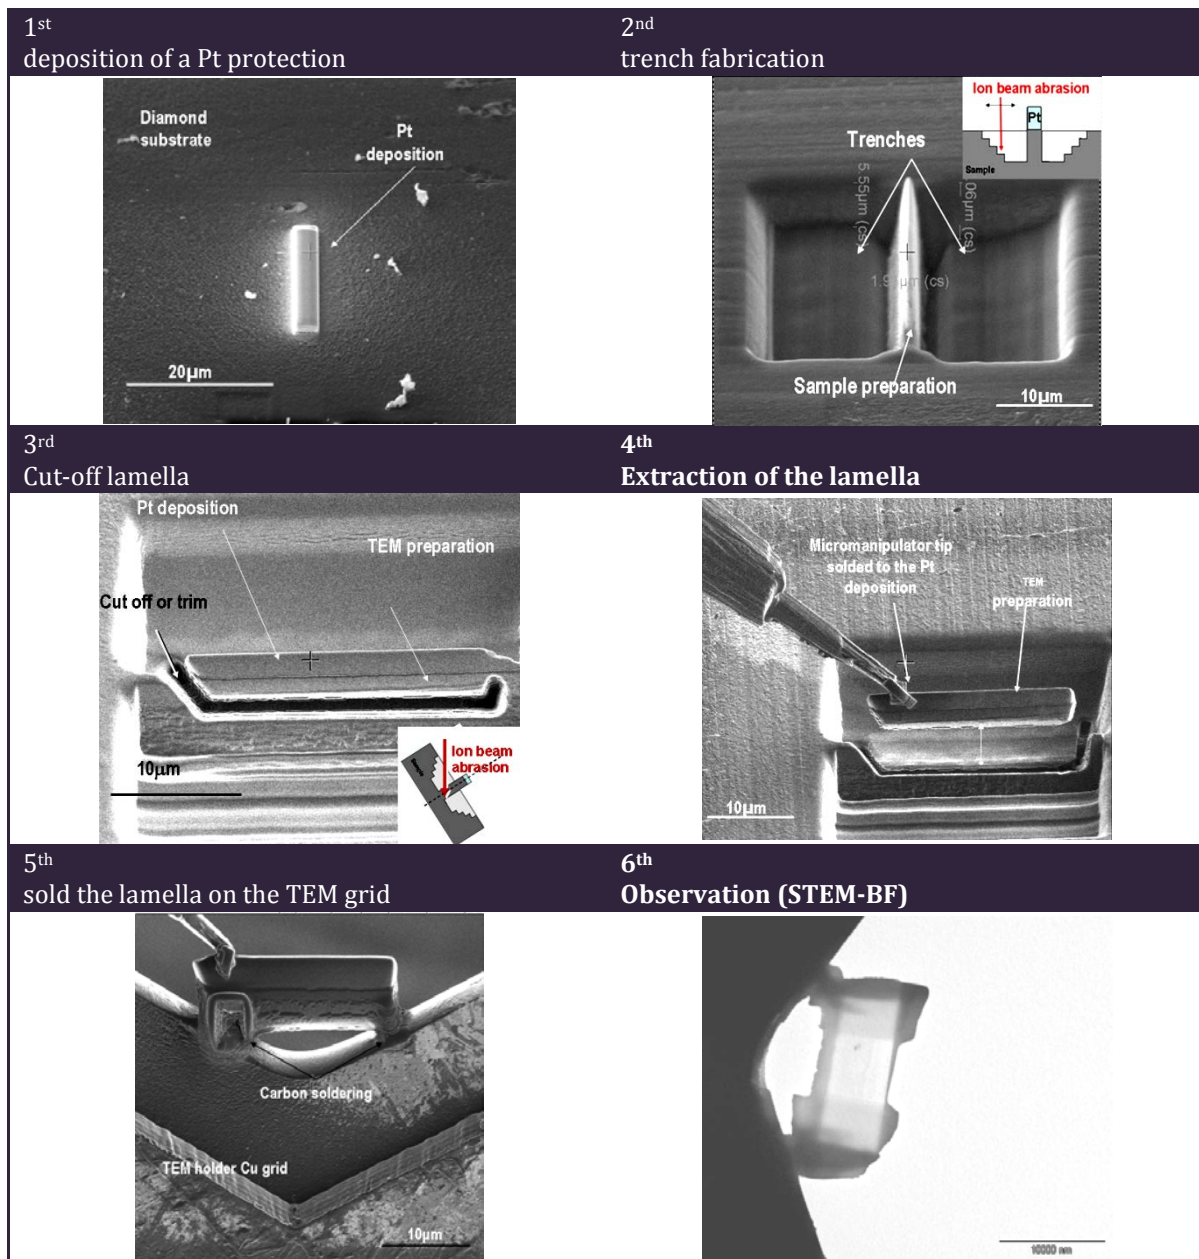 1st
deposition of a Pt protection
2nd
trench fabrication
Diamond
substrate
Pt
deposition
20µm
Ion beam abrasion
Pt
Sample
Trenches
5.55µm (cs)
.06µm (cs)
1.9 µm (cs)
Sample preparation
10µm
3rd
Cut-off lamella
4th
Extraction of the lamella
Pt deposition
TEM preparation
Cut off or trim
10µm
Ion beam
abrasion
Sample
Micromanipulator tip
solded to the Pt
deposition
TEM
preparation
10µm
5th
sold the lamella on the TEM grid
6th
Observation (STEM-BF)
Carbon soldering
TEM holder Cu grid
10µm
10000 nm